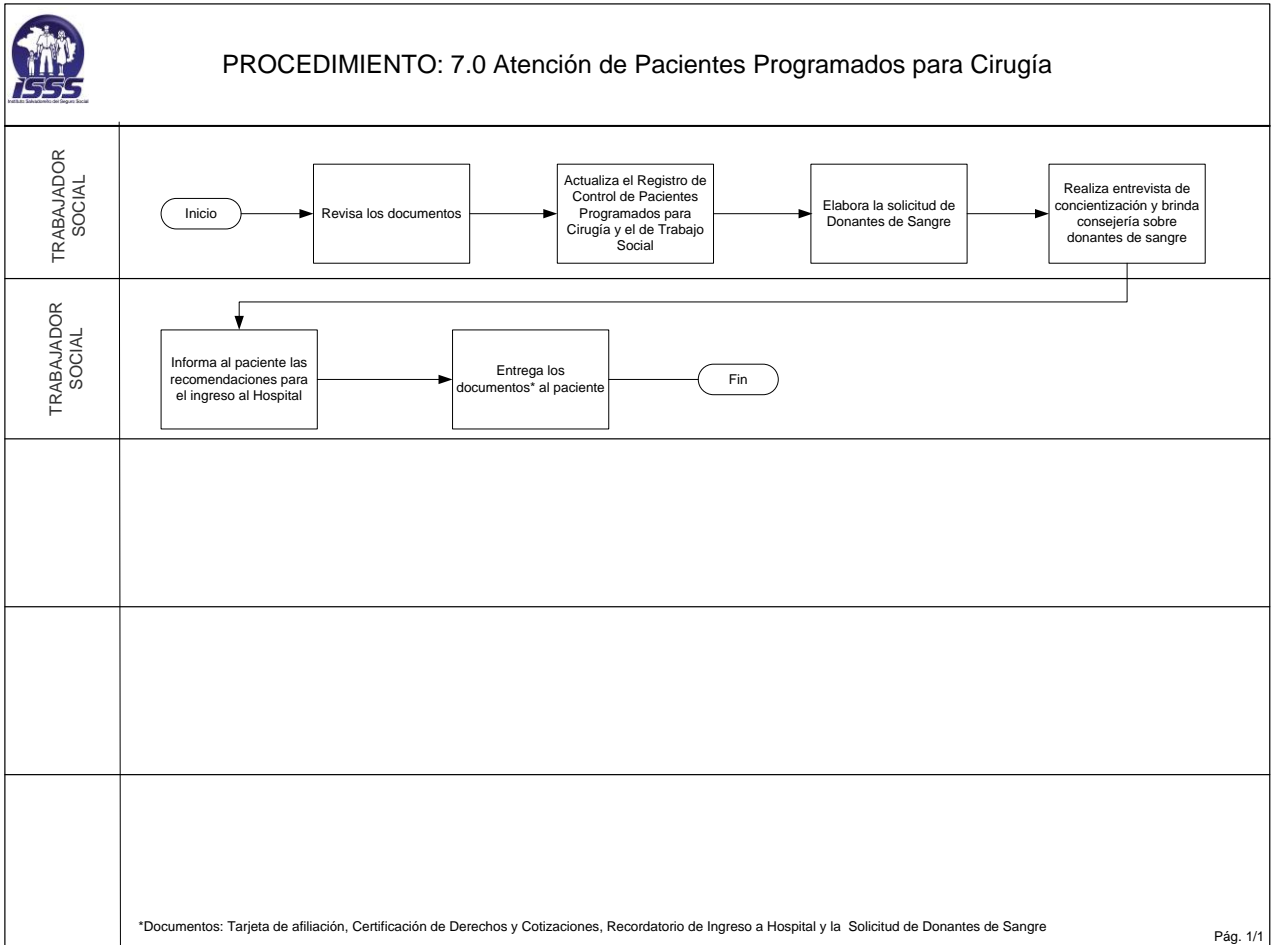 ISSS
Instituto Salvadoreño del Seguro Social
PROCEDIMIENTO: 7.0 Atención de Pacientes Programados para Cirugía
TRABAJADOR
SOCIAL
Inicio
Revisa los documentos
Actualiza el Registro de
Control de Pacientes
Programados para
Cirugía y el de Trabajo
Social
Elabora la solicitud de
Donantes de Sangre
Realiza entrevista de
concientización y brinda
consejería sobre
donantes de sangre
TRABAJADOR
SOCIAL
Informa al paciente las
recomendaciones para
el ingreso al Hospital
Entrega los
documentos* al paciente
Fin
*Documentos: Tarjeta de afiliación, Certificación de Derechos y Cotizaciones, Recordatorio de Ingreso a Hospital y la Solicitud de Donantes de Sangre
Pág. 1/1